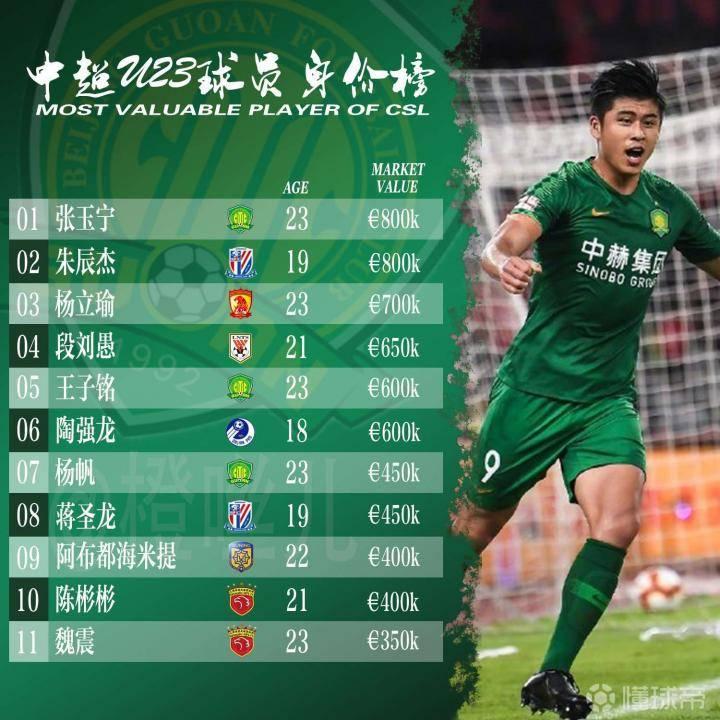 中超U23球员身价榜
MOST VALUABLE PLAYER OF CSL
AGE MARKET VALUE
01 张玉宁 23 €800k
02 朱辰杰 19 €800k
03 杨立瑜 23 €700k
04 段刘愚 21 €650k
05 王子铭 23 €600k
06 陶强龙 18 €600k
07 杨帆 23 €450k
08 蒋圣龙 19 €450k
09 阿布都海米提 22 €400k
10 陈彬彬 21 €400k
11 魏震 23 €350k
中赫集团
SINOBO GROUP
9
懂球帝